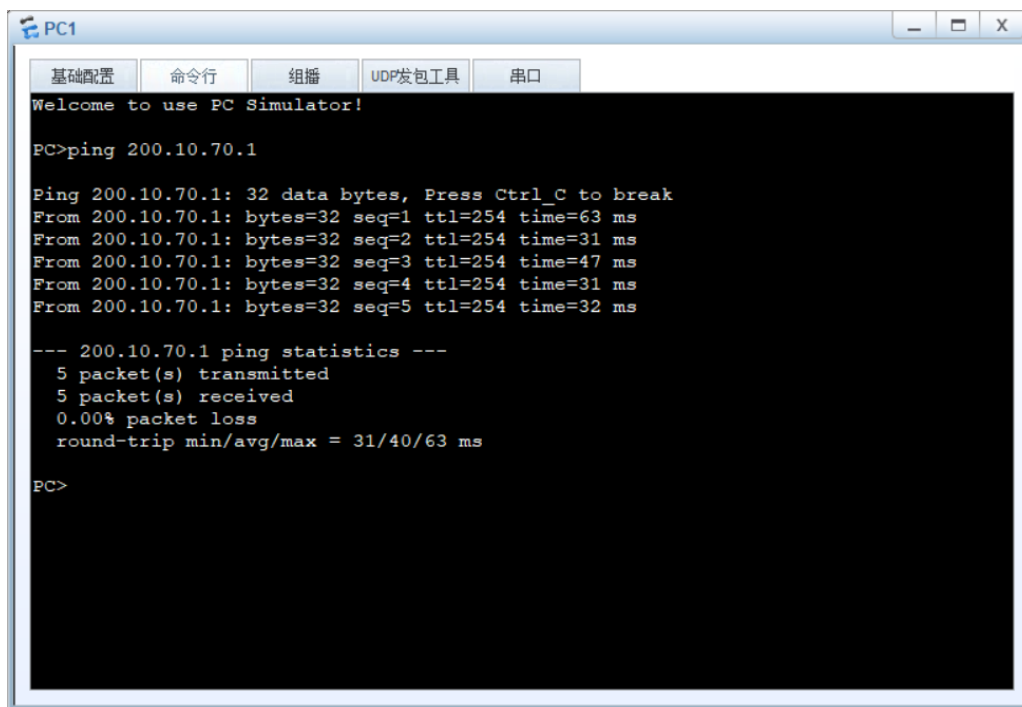 PC1
基础配置 命令行 组播 UDP发包工具 串口
Welcome to use PC Simulator!
PC>ping 200.10.70.1
Ping 200.10.70.1: 32 data bytes, Press Ctrl_C to break
From 200.10.70.1: bytes=32 seq=1 ttl=254 time=63 ms
From 200.10.70.1: bytes=32 seq=2 ttl=254 time=31 ms
From 200.10.70.1: bytes=32 seq=3 ttl=254 time=47 ms
From 200.10.70.1: bytes=32 seq=4 ttl=254 time=31 ms
From 200.10.70.1: bytes=32 seq=5 ttl=254 time=32 ms
--- 200.10.70.1 ping statistics ---
5 packet(s) transmitted
5 packet(s) received
0.00% packet loss
round-trip min/avg/max = 31/40/63 ms
PC>